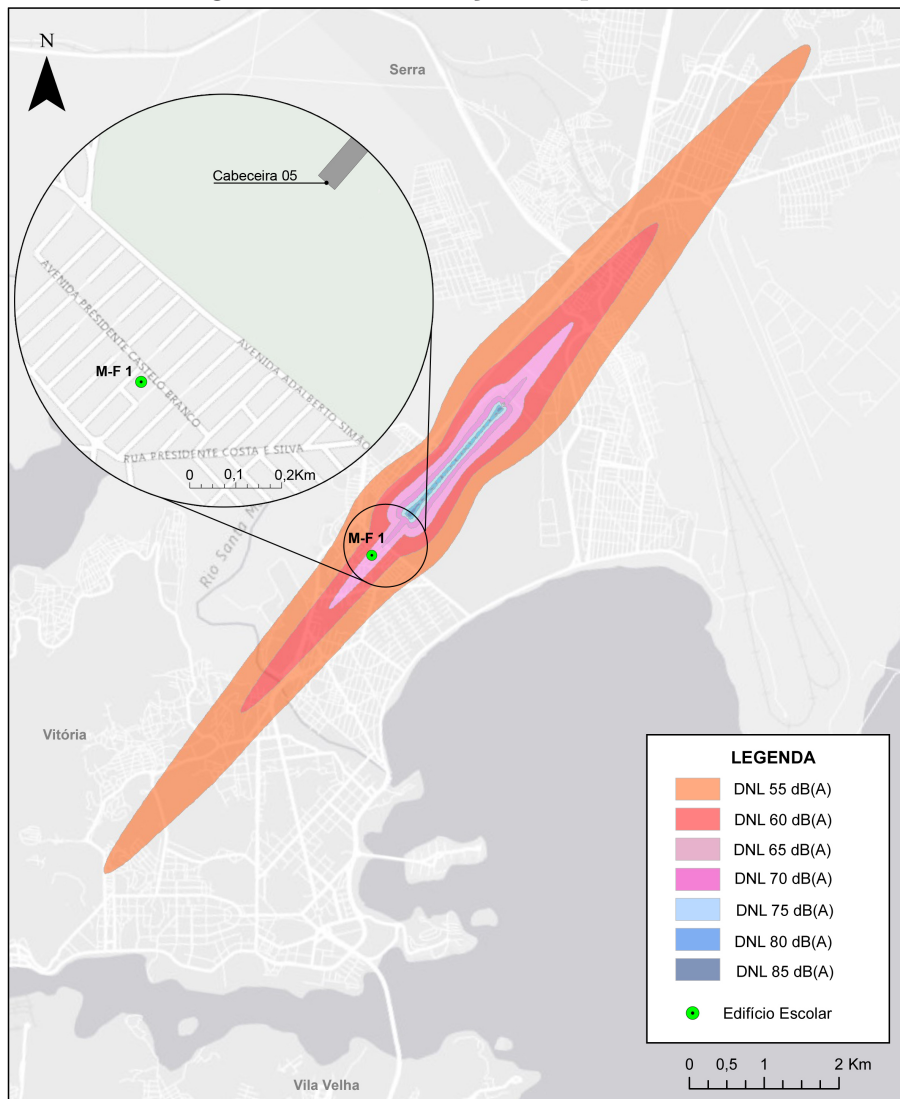 N
Serra
Cabeceira 05
AVENIDA PRESIDENTE CASTELO BRANCO
M-F 1
AVENIDA ADALBERTO SIMÃO
RUA PRESIDENTE COSTA E SILVA
0 0,1 0,2Km
M-F 1
Vitória
LEGENDA
DNL 55 dB(A)
DNL 60 dB(A)
DNL 65 dB(A)
DNL 70 dB(A)
DNL 75 dB(A)
DNL 80 dB(A)
DNL 85 dB(A)
Edifício Escolar
0 0,5 1 2 Km
Vila Velha